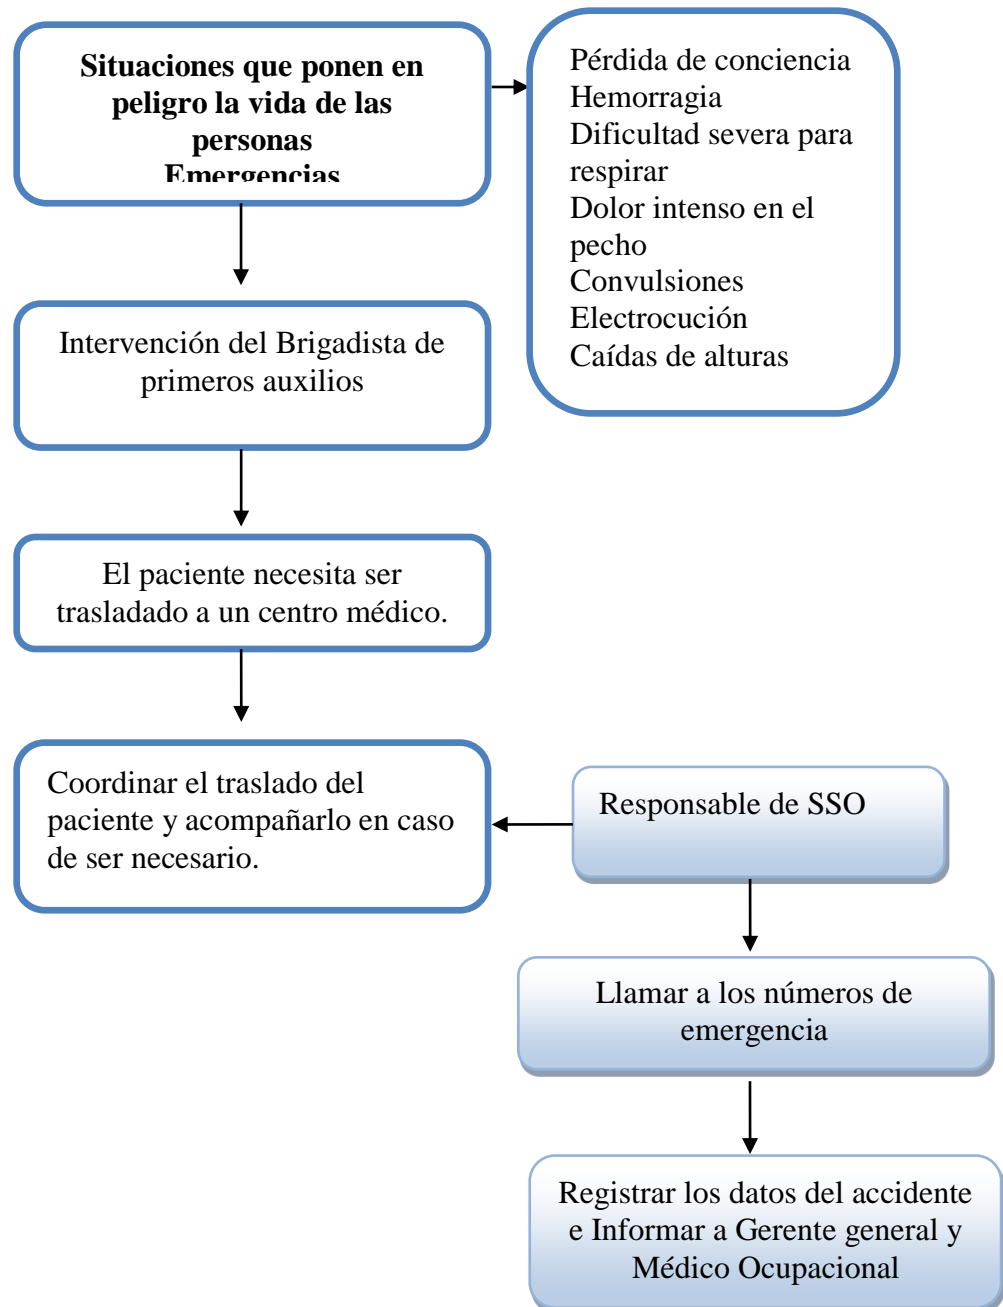 Situaciones que ponen en
peligro la vida de las
personas
Emergencias
Pérdida de conciencia
Hemorragia
Dificultad severa para
respirar
Dolor intenso en el
pecho
Convulsiones
Electrocución
Caídas de alturas
Intervención del Brigadista de
primeros auxilios
El paciente necesita ser
trasladado a un centro médico.
Coordinar el traslado del
paciente y acompañarlo en caso
de ser necesario.
Responsable de SSO
Llamar a los números de
emergencia
Registrar los datos del accidente
e Informar a Gerente general y
Médico Ocupacional